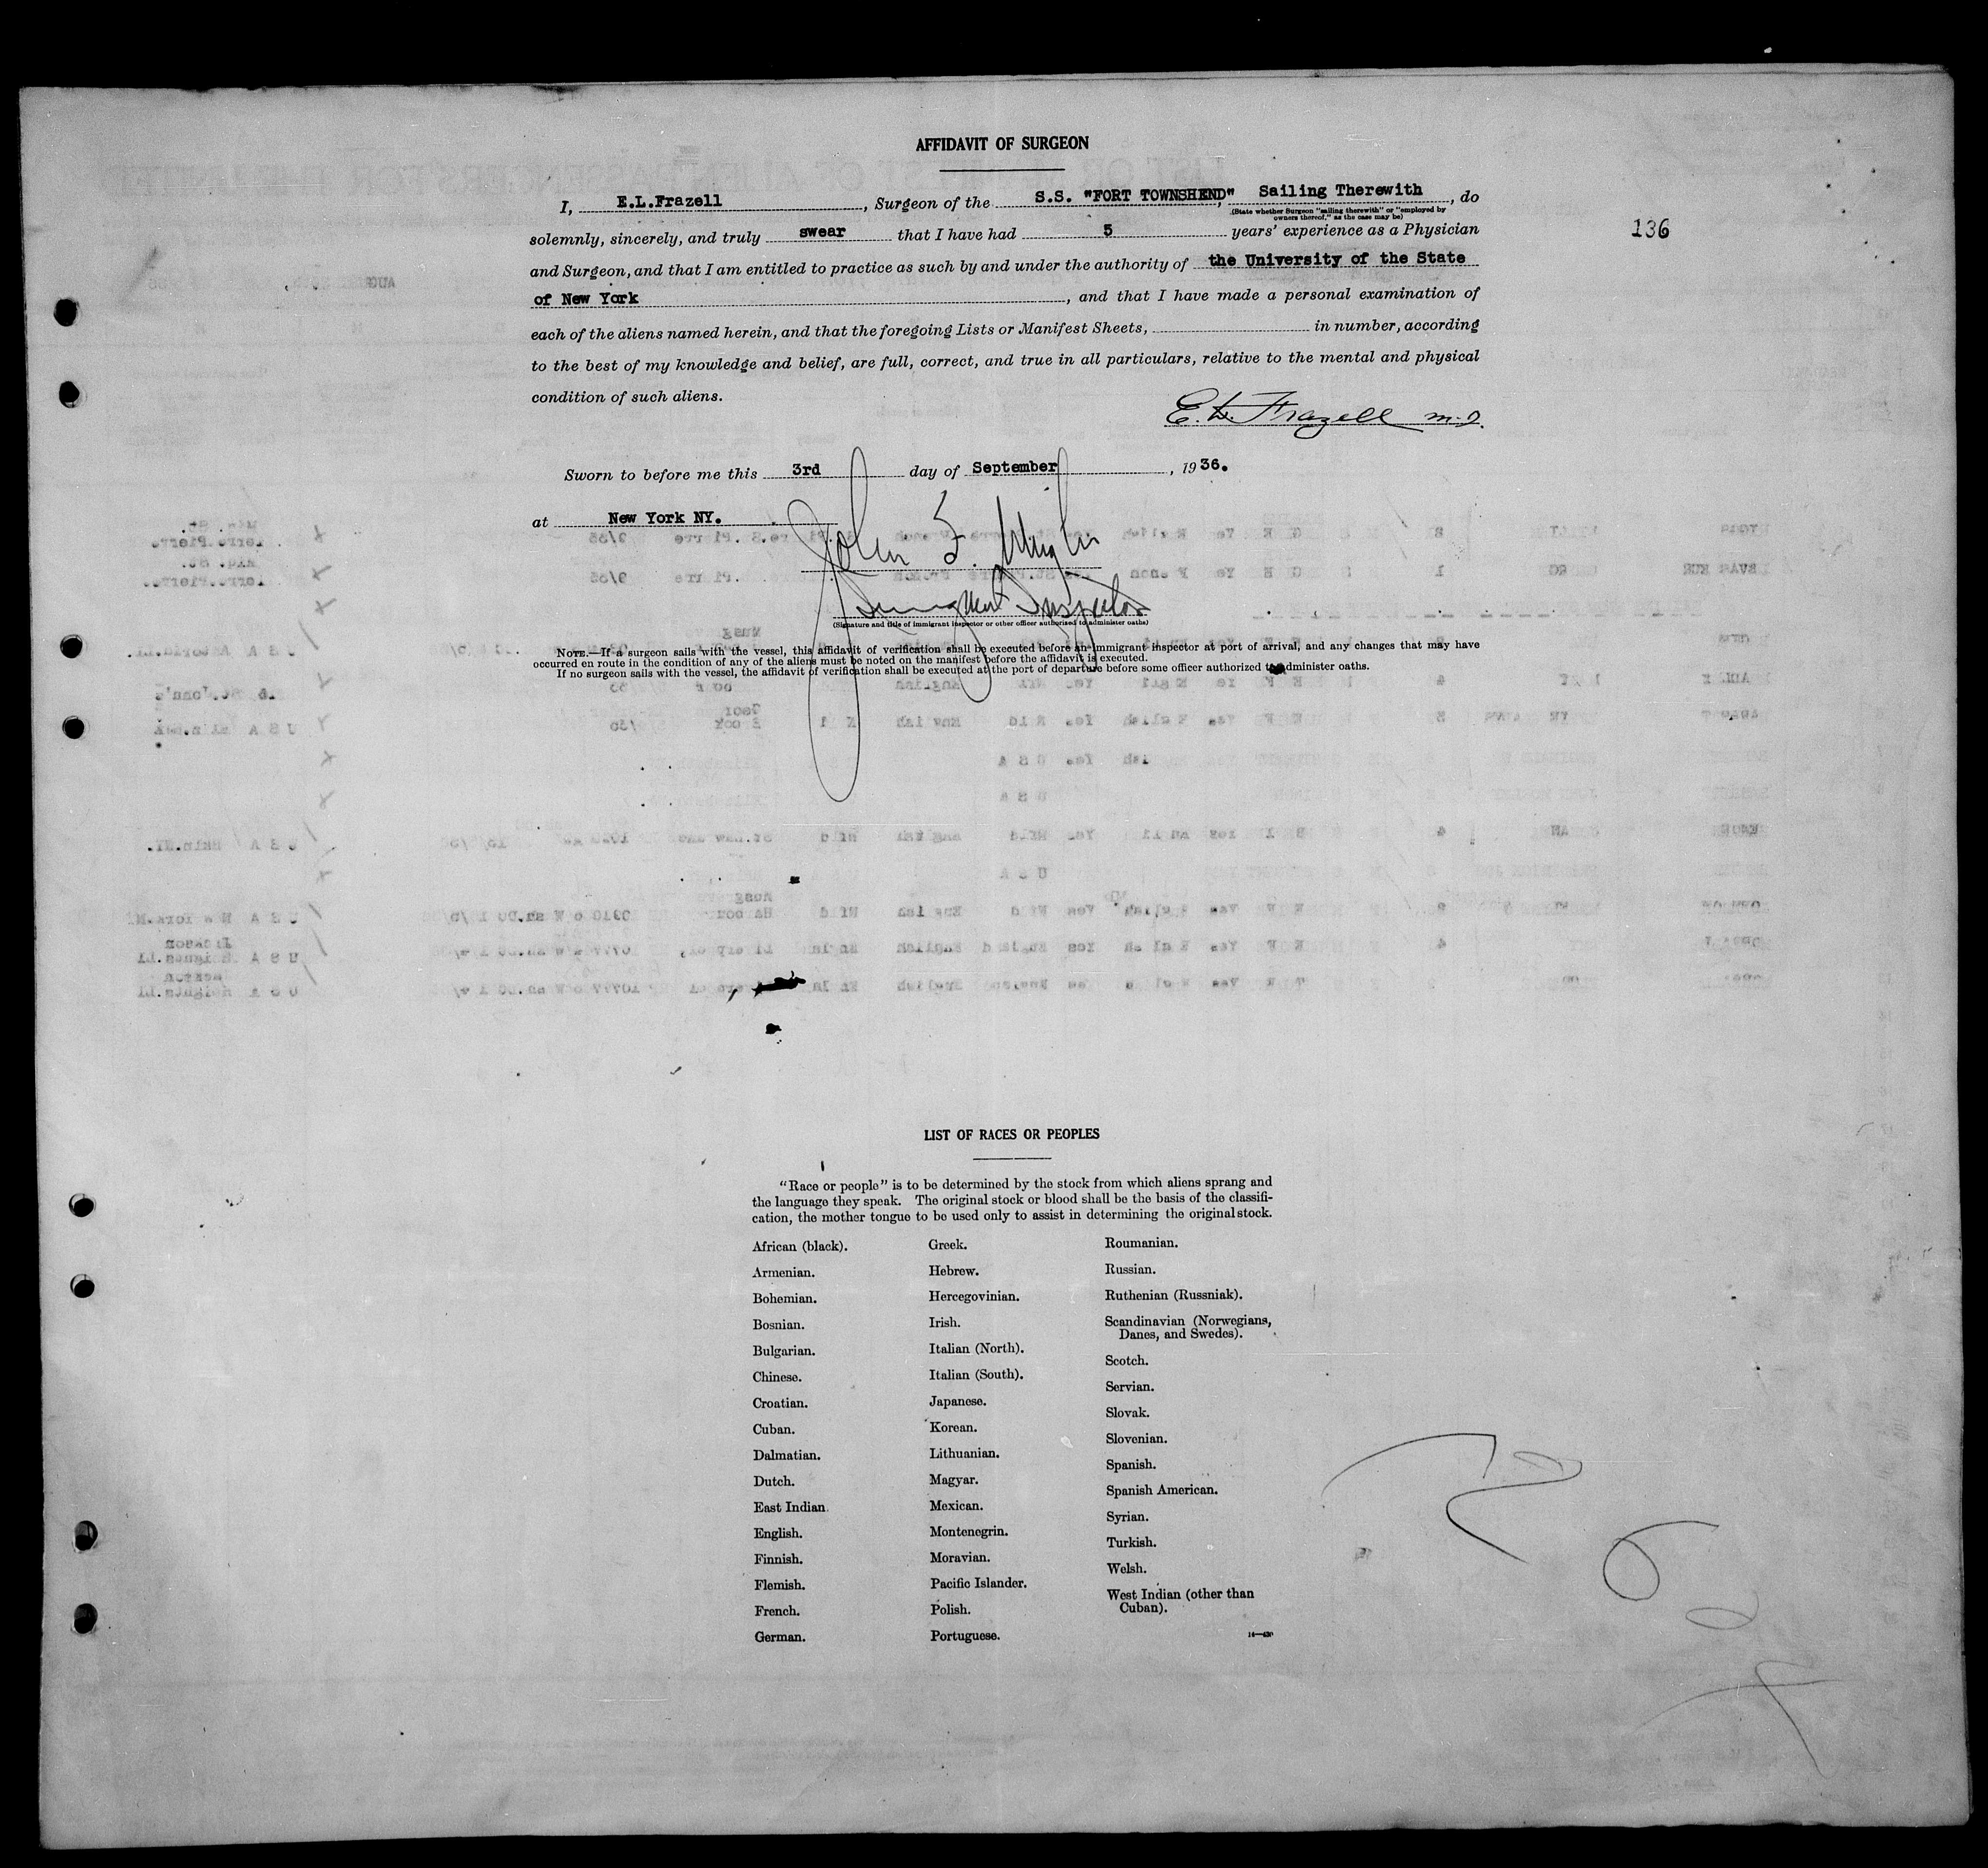 AFFIDAVIT OF SURGEON
I, E.L.Frazell, Surgeon of the S.S. "FORT TOWNSHEND", Sailing Therewith, do
(State whether Surgeon "sailing therewith" or "employed by
owners thereof," as the case may be)
solemnly, sincerely, and truly swear that I have had 5 years' experience as a Physician
136
and Surgeon, and that I am entitled to practice as such by and under the authority of the University of the State
of New York, and that I have made a personal examination of
each of the aliens named herein, and that the foregoing Lists or Manifest Sheets, in number, according
to the best of my knowledge and belief, are full, correct, and true in all particulars, relative to the mental and physical
condition of such aliens.
E. L. Frazell M.D.
Sworn to before me this 3rd day of September, 1936.
at New York NY.
John
Immigrant Inspector
(Signature and title of immigrant inspector or other officer authorized to administer oaths)
NOTE.—If a surgeon sails with the vessel, this affidavit of verification shall be executed before an immigrant inspector at port of arrival, and any changes that may have
occurred en route in the condition of any of the aliens must be noted on the manifest before the affidavit is executed.
If no surgeon sails with the vessel, the affidavit of verification shall be executed at the port of departure before some officer authorized to administer oaths.
LIST OF RACES OR PEOPLES
"Race or people" is to be determined by the stock from which aliens sprang and
the language they speak. The original stock or blood shall be the basis of the classifi-
cation, the mother tongue to be used only to assist in determining the original stock.
African (black).
Armenian.
Bohemian.
Bosnian.
Bulgarian.
Chinese.
Croatian.
Cuban.
Dalmatian.
Dutch.
East Indian
English.
Finnish.
Flemish.
French.
German.
Greek.
Hebrew.
Hercegovinian.
Irish.
Italian (North).
Italian (South).
Japanese.
Korean.
Lithuanian.
Magyar.
Mexican.
Montenegrin.
Moravian.
Pacific Islander.
Polish.
Portuguese.
Roumanian.
Russian.
Ruthenian (Russniak).
Scandinavian (Norwegians,
Danes, and Swedes).
Scotch.
Servian.
Slovak.
Slovenian.
Spanish.
Spanish American.
Syrian.
Turkish.
Welsh.
West Indian (other than
Cuban).